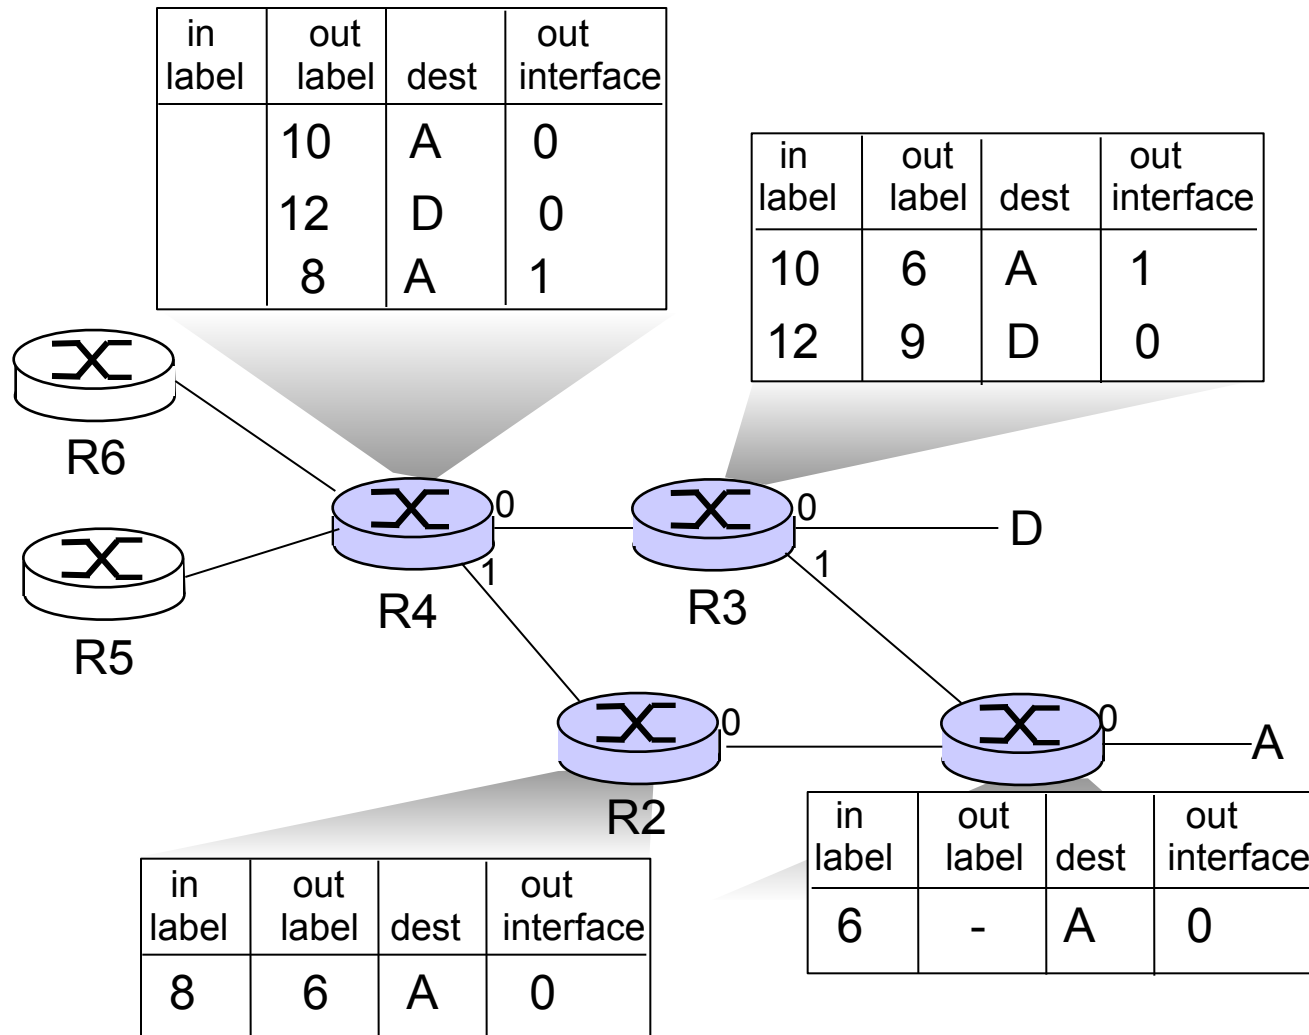 in out out
label label dest interface
10 A 0
12 D 0
8 A 1
in out out
label label dest interface
10 6 A 1
12 9 D 0
R6
0
0
D
1
1
R4
R3
R5
0
0
A
R2
in out out
label label dest interface
6 - A 0
in out out
label label dest interface
8 6 A 0